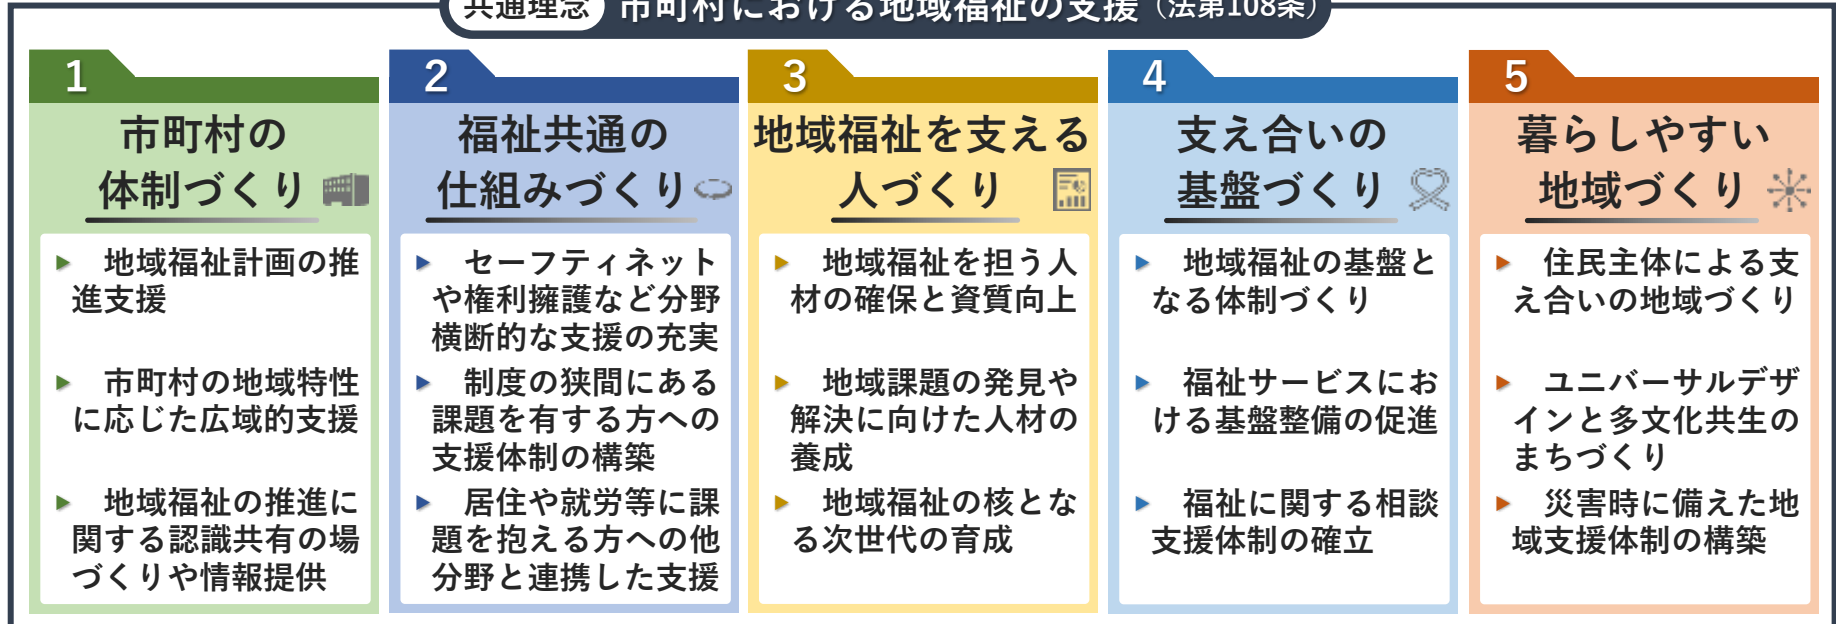 共通理念 市町村における地域福祉の支援（法第108条）
1
市町村の
体制づくり
▶ 地域福祉計画の推
進支援
▶ 市町村の地域特性
に応じた広域的支援
▶ 地域福祉の推進に
関する認識共有の場
づくりや情報提供
2
福祉共通の
仕組みづくり
▶ セーフティネット
や権利擁護など分野
横断的な支援の充実
▶ 制度の狭間にある
課題を有する方への
支援体制の構築
▶ 居住や就労等に課
題を抱える方への他
分野と連携した支援
3
地域福祉を支える
人づくり
▶ 地域福祉を担う人
材の確保と資質向上
▶ 地域課題の発見や
解決に向けた人材の
養成
▶ 地域福祉の核とな
る次世代の育成
4
支え合いの
基盤づくり
▶ 地域福祉の基盤と
なる体制づくり
▶ 福祉サービスにお
ける基盤整備の促進
▶ 福祉に関する相談
支援体制の確立
5
暮らしやすい
地域づくり
▶ 住民主体による支
え合いの地域づくり
▶ ユニバーサルデザ
インと多文化共生の
まちづくり
▶ 災害時に備えた地
域支援体制の構築